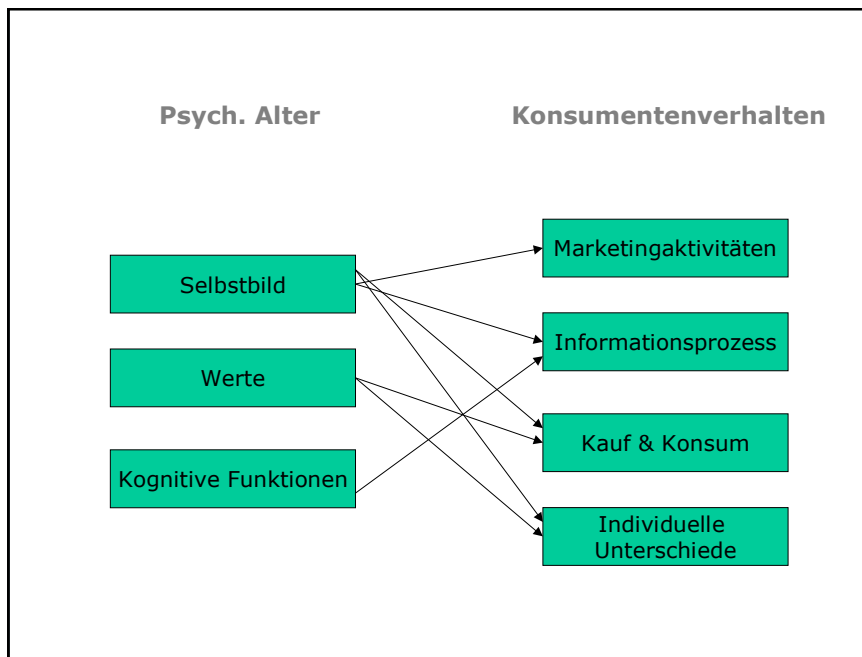 Psych. Alter
Konsumentenverhalten
Selbstbild
Werte
Kognitive Funktionen
Marketingaktivitäten
Informationsprozess
Kauf & Konsum
Individuelle
Unterschiede